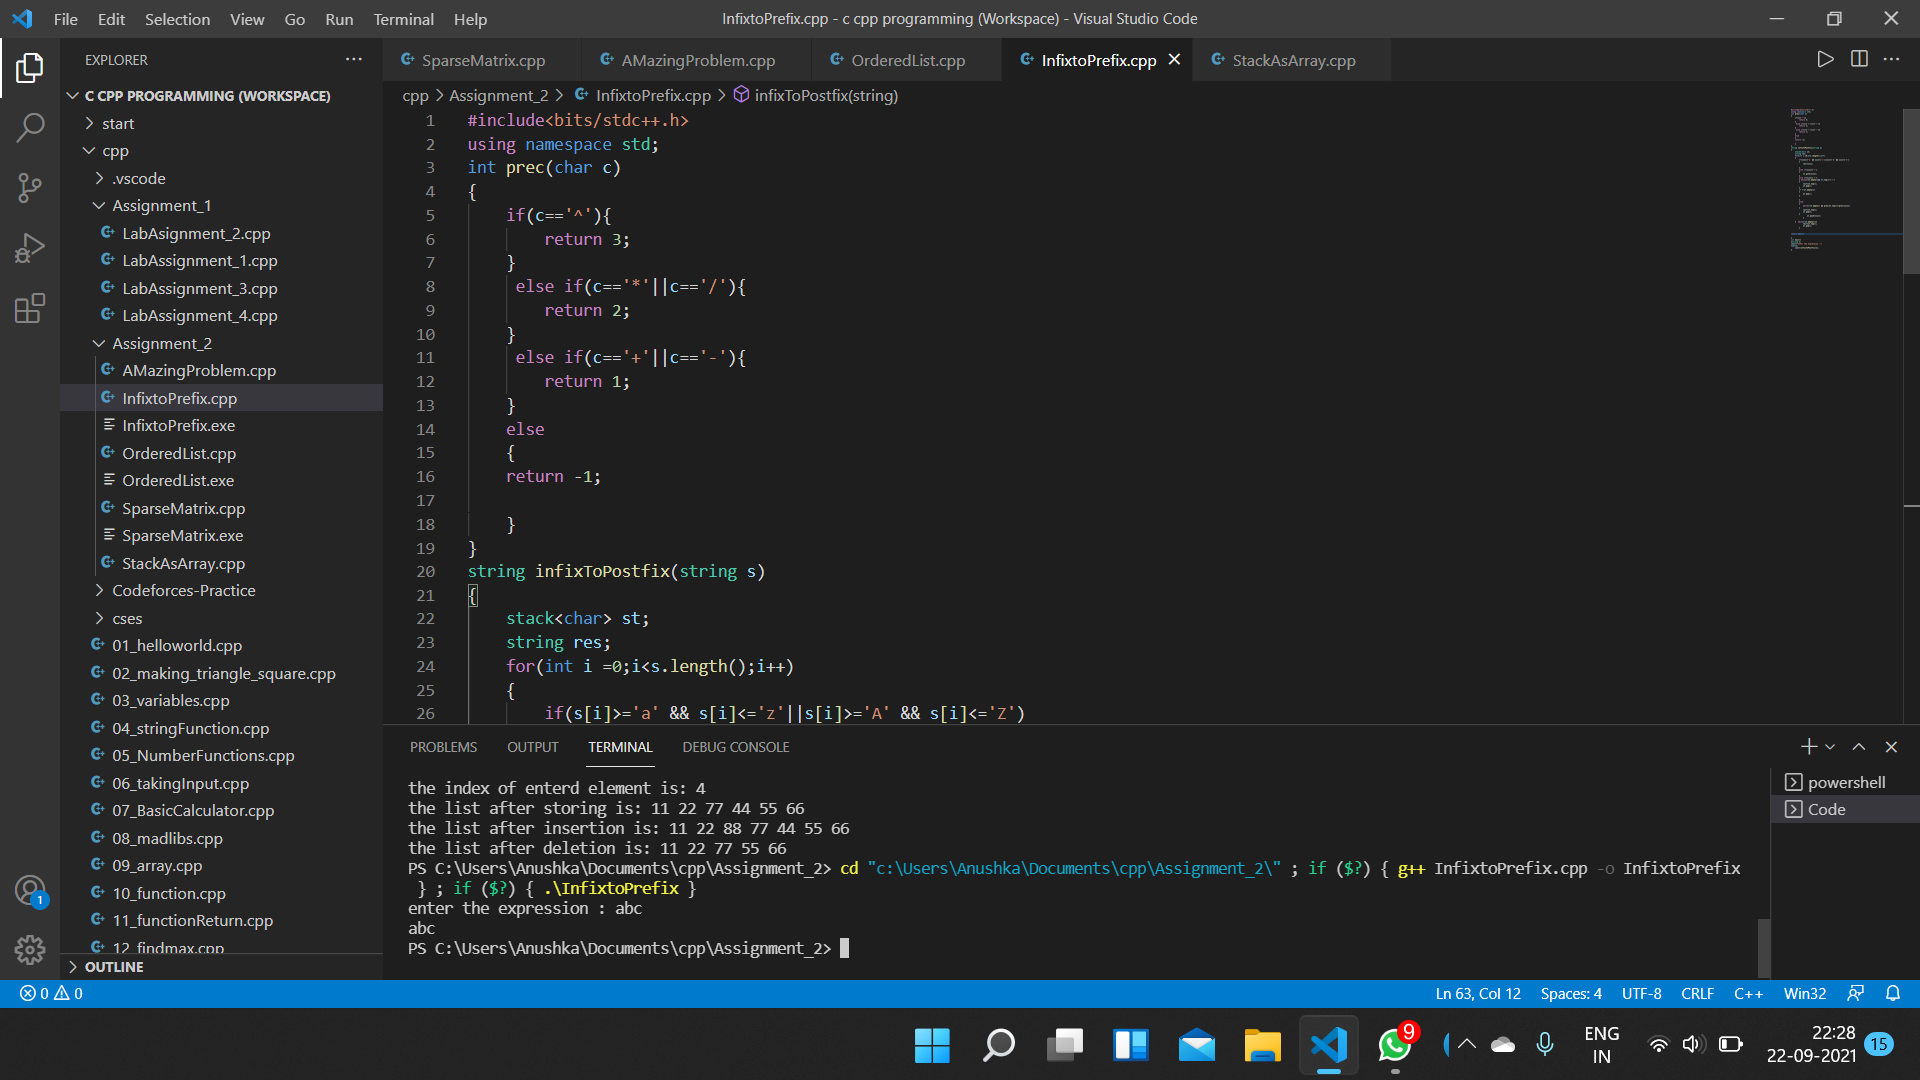 File Edit Selection View Go Run Terminal Help
InfixtoPrefix.cpp - c cpp programming (Workspace) - Visual Studio Code
EXPLORER
SparseMatrix.cpp
AMazingProblem.cpp
OrderedList.cpp
InfixtoPrefix.cpp
StackAsArray.cpp
C CPP PROGRAMMING (WORKSPACE)
start
cpp
.vscode
Assignment_1
LabAsignment_2.cpp
LabAssignment_1.cpp
LabAssignment_3.cpp
LabAssignment_4.cpp
Assignment_2
AMazingProblem.cpp
InfixtoPrefix.cpp
InfixtoPrefix.exe
OrderedList.cpp
OrderedList.exe
SparseMatrix.cpp
SparseMatrix.exe
StackAsArray.cpp
Codeforces-Practice
cses
01_helloworld.cpp
02_making_triangle_square.cpp
03_variables.cpp
04_stringFunction.cpp
05_NumberFunctions.cpp
06_takingInput.cpp
07_BasicCalculator.cpp
08_madlibs.cpp
09_array.cpp
10_function.cpp
11_functionReturn.cpp
12_findmax.cpp
OUTLINE
cpp > Assignment_2 > InfixtoPrefix.cpp > infixToPostfix(string)
1 #include<bits/stdc++.h>
2 using namespace std;
3 int prec(char c)
4 {
5 if(c=='^'){
6 return 3;
7 }
8 else if(c=='*'||c=='/'){
9 return 2;
10 }
11 else if(c=='+'||c=='-'){
12 return 1;
13 }
14 else
15 {
16 return -1;
17
18 }
19 }
20 string infixToPostfix(string s)
21 {
22 stack<char> st;
23 string res;
24 for(int i =0;i<s.length();i++)
25 {
26 if(s[i]>='a' && s[i]<='z'||s[i]>='A' && s[i]<='Z')
PROBLEMS OUTPUT TERMINAL DEBUG CONSOLE
the index of enterd element is: 4
the list after storing is: 11 22 77 44 55 66
the list after insertion is: 11 22 88 77 44 55 66
the list after deletion is: 11 22 77 55 66
PS C:\Users\Anushka\Documents\cpp\Assignment_2> cd "c:\Users\Anushka\Documents\cpp\Assignment_2\" ; if ($?) { g++ InfixtoPrefix.cpp -o InfixtoPrefix
} ; if ($?) { .\InfixtoPrefix }
enter the expression : abc
abc
PS C:\Users\Anushka\Documents\cpp\Assignment_2>
powershell
Code
1
0 0
Ln 63, Col 12 Spaces: 4 UTF-8 CRLF C++ Win32
9
ENG
IN
22:28
22-09-2021
15